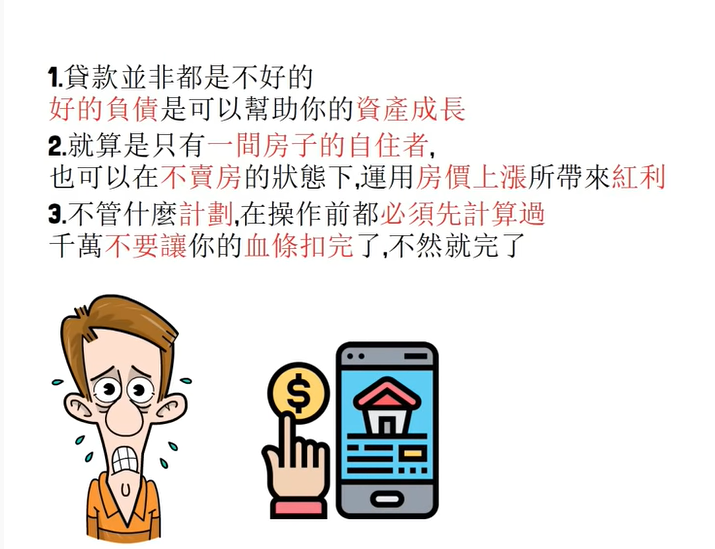 1.貸款並非都是不好的
好的負債是可以幫助你的資產成長
2.就算是只有一間房子的自住者,
也可以在不賣房的狀態下,運用房價上漲所帶來紅利
3.不管什麼計劃,在操作前都必須先計算過
千萬不要讓你的血條扣完了,不然就完了
$